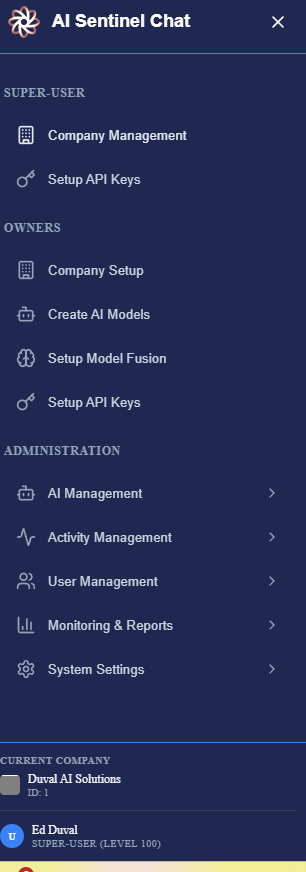 AI Sentinel Chat
SUPER-USER
Company Management
Setup API Keys
OWNERS
Company Setup
Create AI Models
Setup Model Fusion
Setup API Keys
ADMINISTRATION
AI Management
Activity Management
User Management
Monitoring & Reports
System Settings
CURRENT COMPANY
Duval AI Solutions
ID: 1
U
Ed Duval
SUPER-USER (LEVEL 100)